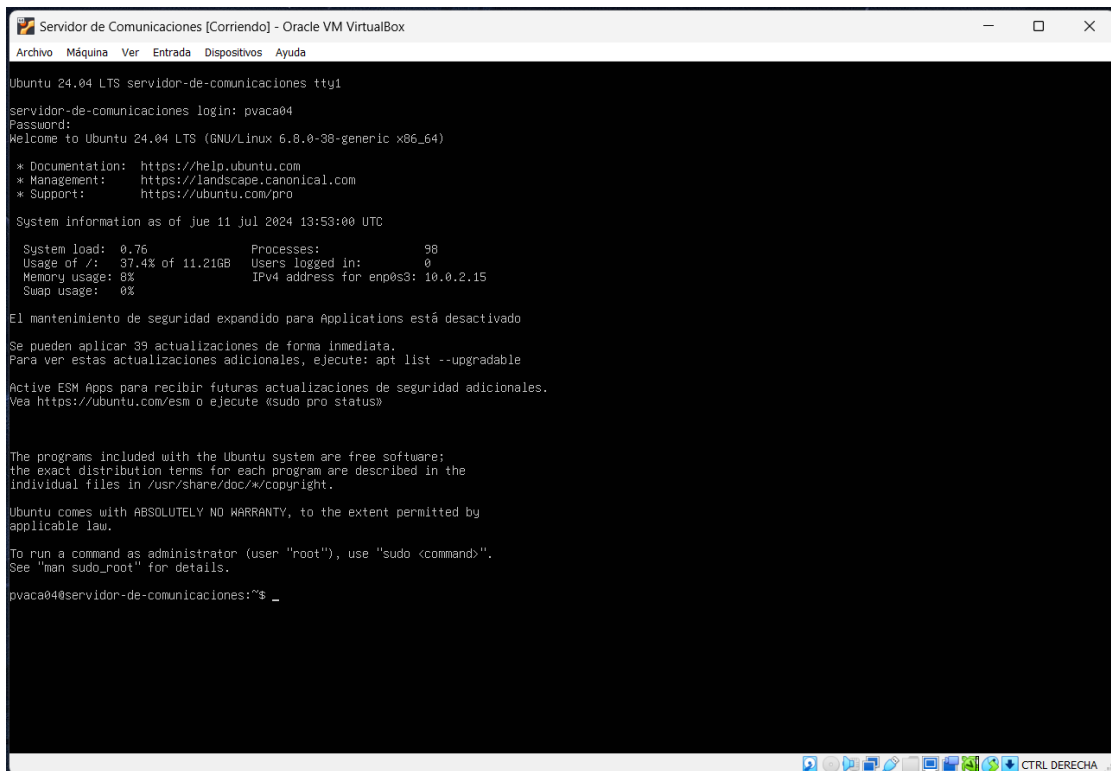 Servidor de Comunicaciones [Corriendo] - Oracle VM VirtualBox
Archivo Máquina Ver Entrada Dispositivos Ayuda
Ubuntu 24.04 LTS servidor-de-comunicaciones tty1
servidor-de-comunicaciones login: pvaca04
Password:
Welcome to Ubuntu 24.04 LTS (GNU/Linux 6.8.0-38-generic x86_64)
* Documentation: https://help.ubuntu.com
* Management: https://landscape.canonical.com
* Support: https://ubuntu.com/pro
System information as of jue 11 jul 2024 13:53:00 UTC
System load: 0.76 Processes: 98
Usage of /: 37.4% of 11.21GB Users logged in: 0
Memory usage: 8% IPv4 address for enp0s3: 10.0.2.15
Swap usage: 0%
El mantenimiento de seguridad expandido para Applications está desactivado
Se pueden aplicar 39 actualizaciones de forma inmediata.
Para ver estas actualizaciones adicionales, ejecute: apt list --upgradable
Active ESM Apps para recibir futuras actualizaciones de seguridad adicionales.
Vea https://ubuntu.com/esm o ejecute «sudo pro status»
The programs included with the Ubuntu system are free software;
the exact distribution terms for each program are described in the
individual files in /usr/share/doc/*/copyright.
Ubuntu comes with ABSOLUTELY NO WARRANTY, to the extent permitted by
applicable law.
To run a command as administrator (user "root"), use "sudo <command>".
See "man sudo_root" for details.
pvaca04@servidor-de-comunicaciones:~$ _
CTRL DERECHA